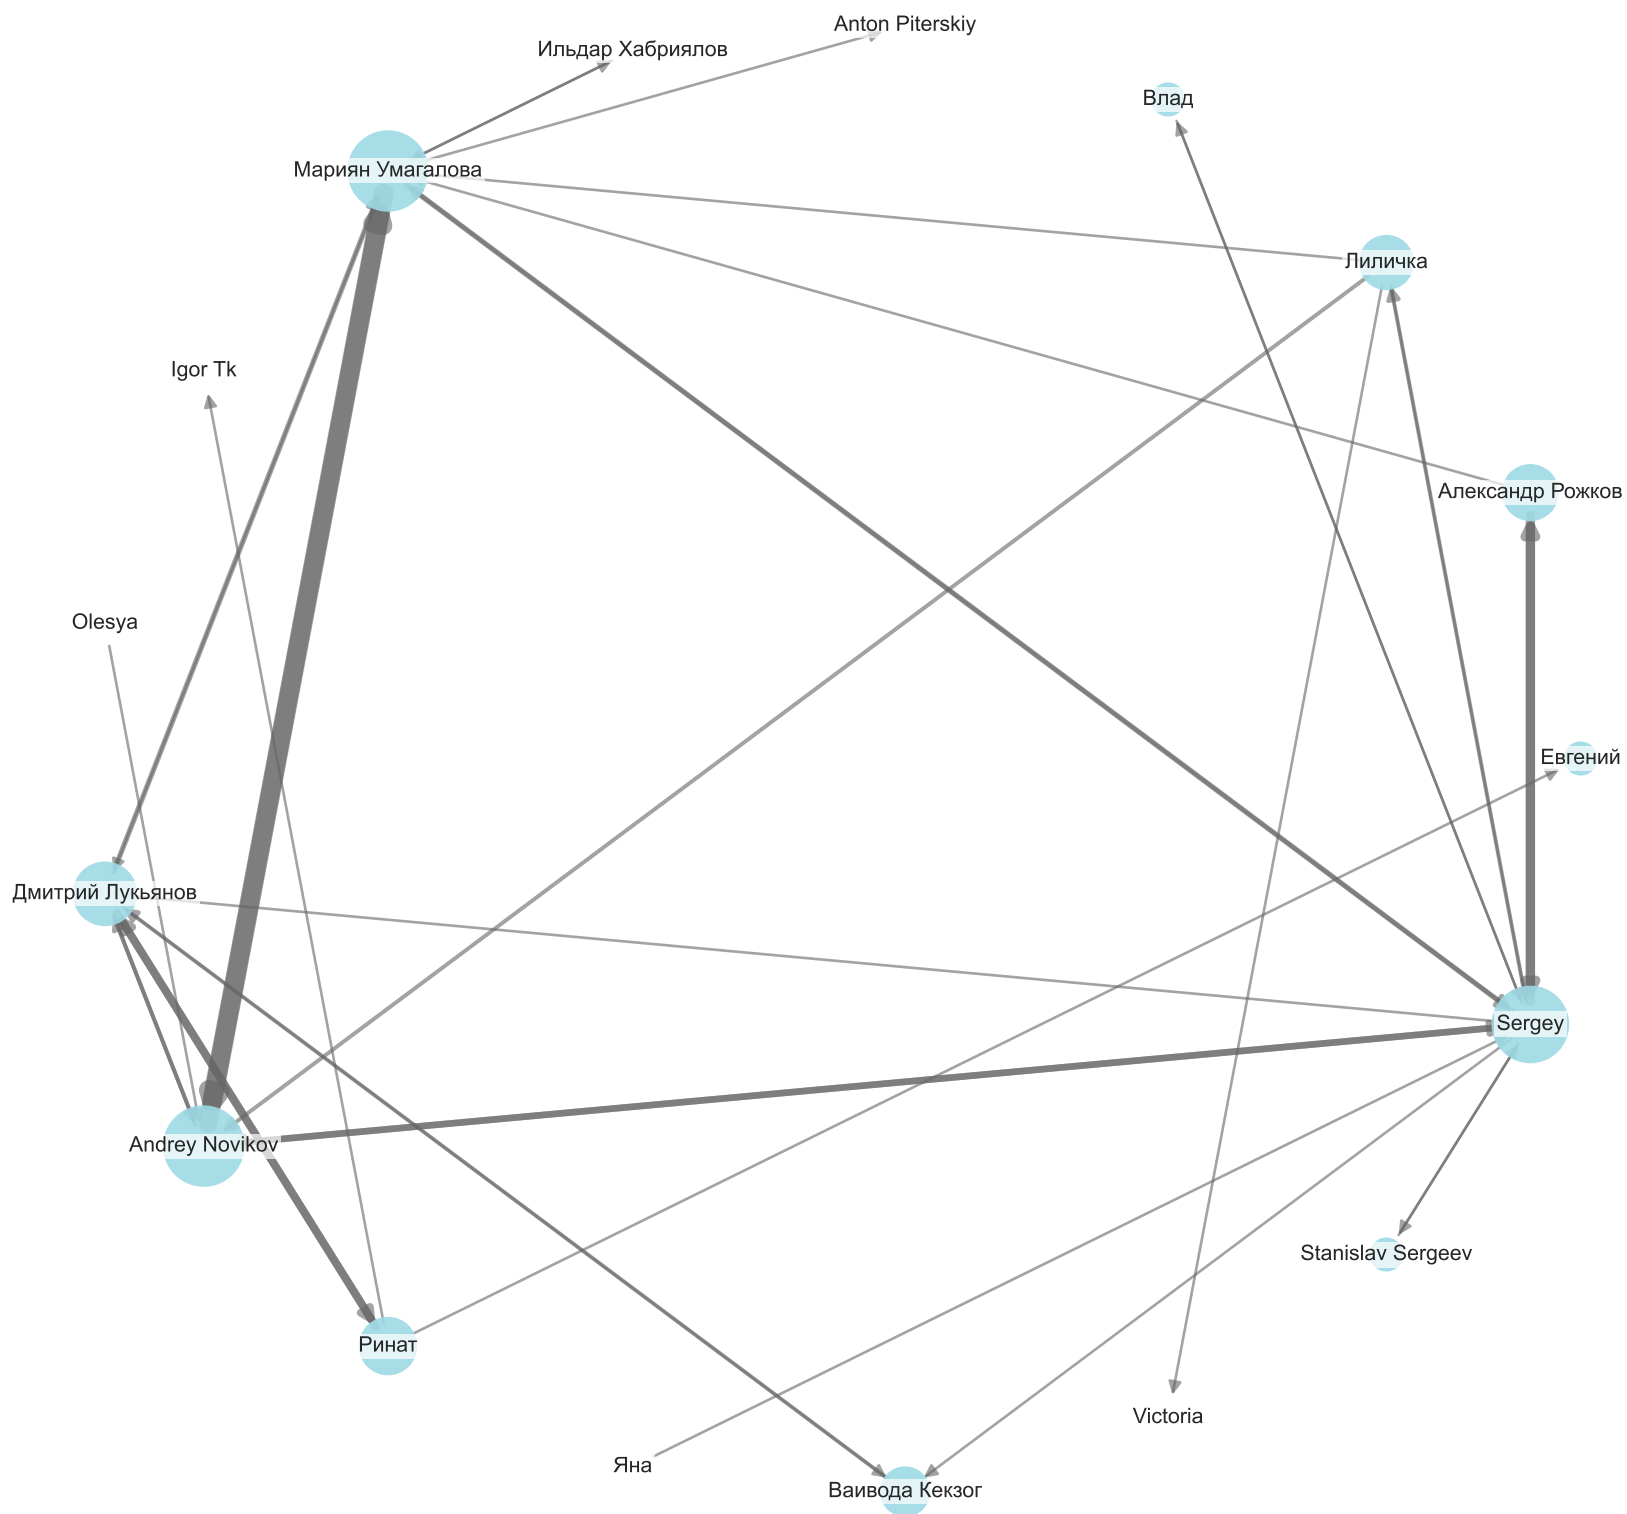 Anton Piterskiy
Ильдар Хабриялов
Влад
Мариян Умагалова
Лиличка
Igor Tk
Александр Рожков
Olesya
Евгений
Дмитрий Лукьянов
Sergey
Andrey Novikov
Stanislav Sergeev
Ринат
Victoria
Яна
Ваивода Кекзог